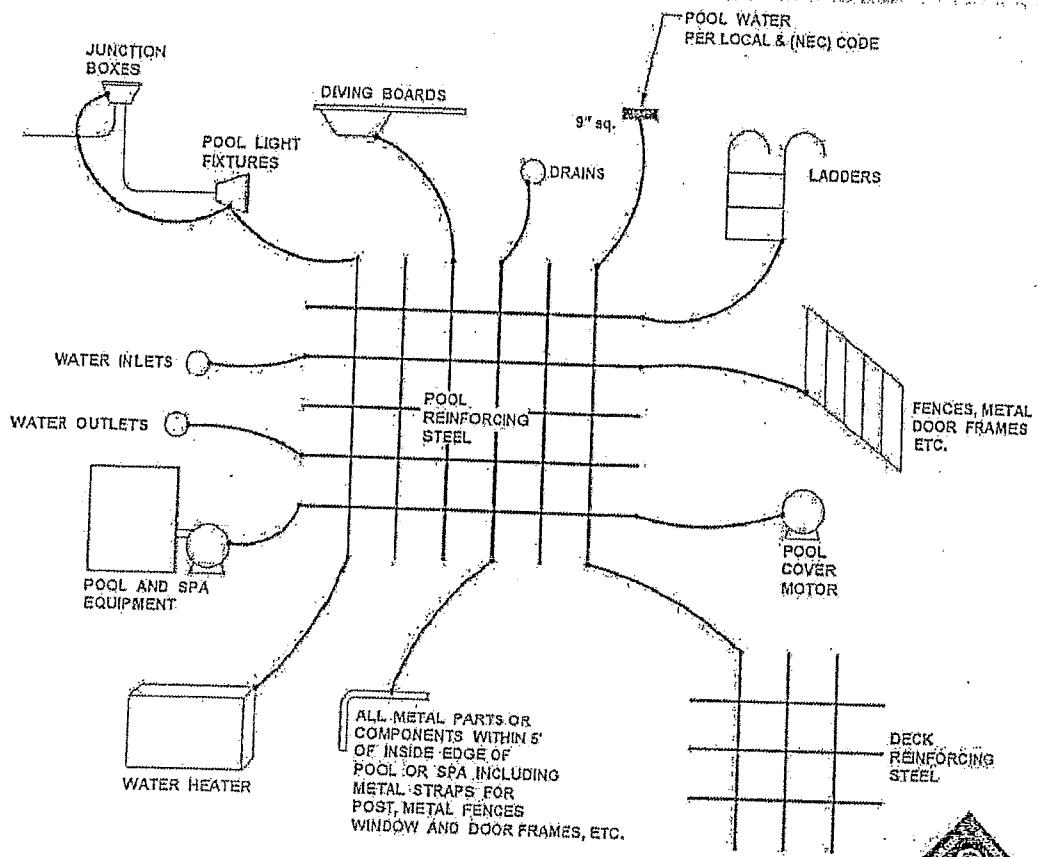 POOL WATER
PER LOCAL & (NEC) CODE
JUNCTION
BOXES
DIVING BOARDS
9" sq.
POOL LIGHT
FIXTURES
DRAINS
LADDERS
WATER INLETS
POOL
REINFORCING
STEEL
WATER OUTLETS
FENCES, METAL
DOOR FRAMES
ETC.
POOL AND SPA
EQUIPMENT
POOL
COVER
MOTOR
WATER HEATER
ALL METAL PARTS OR
COMPONENTS WITHIN 5'
OF INSIDE EDGE OF
POOL OR SPA INCLUDING
METAL STRAPS FOR
POST, METAL FENCES
WINDOW AND DOOR FRAMES, ETC.
DECK
REINFORCING
STEEL